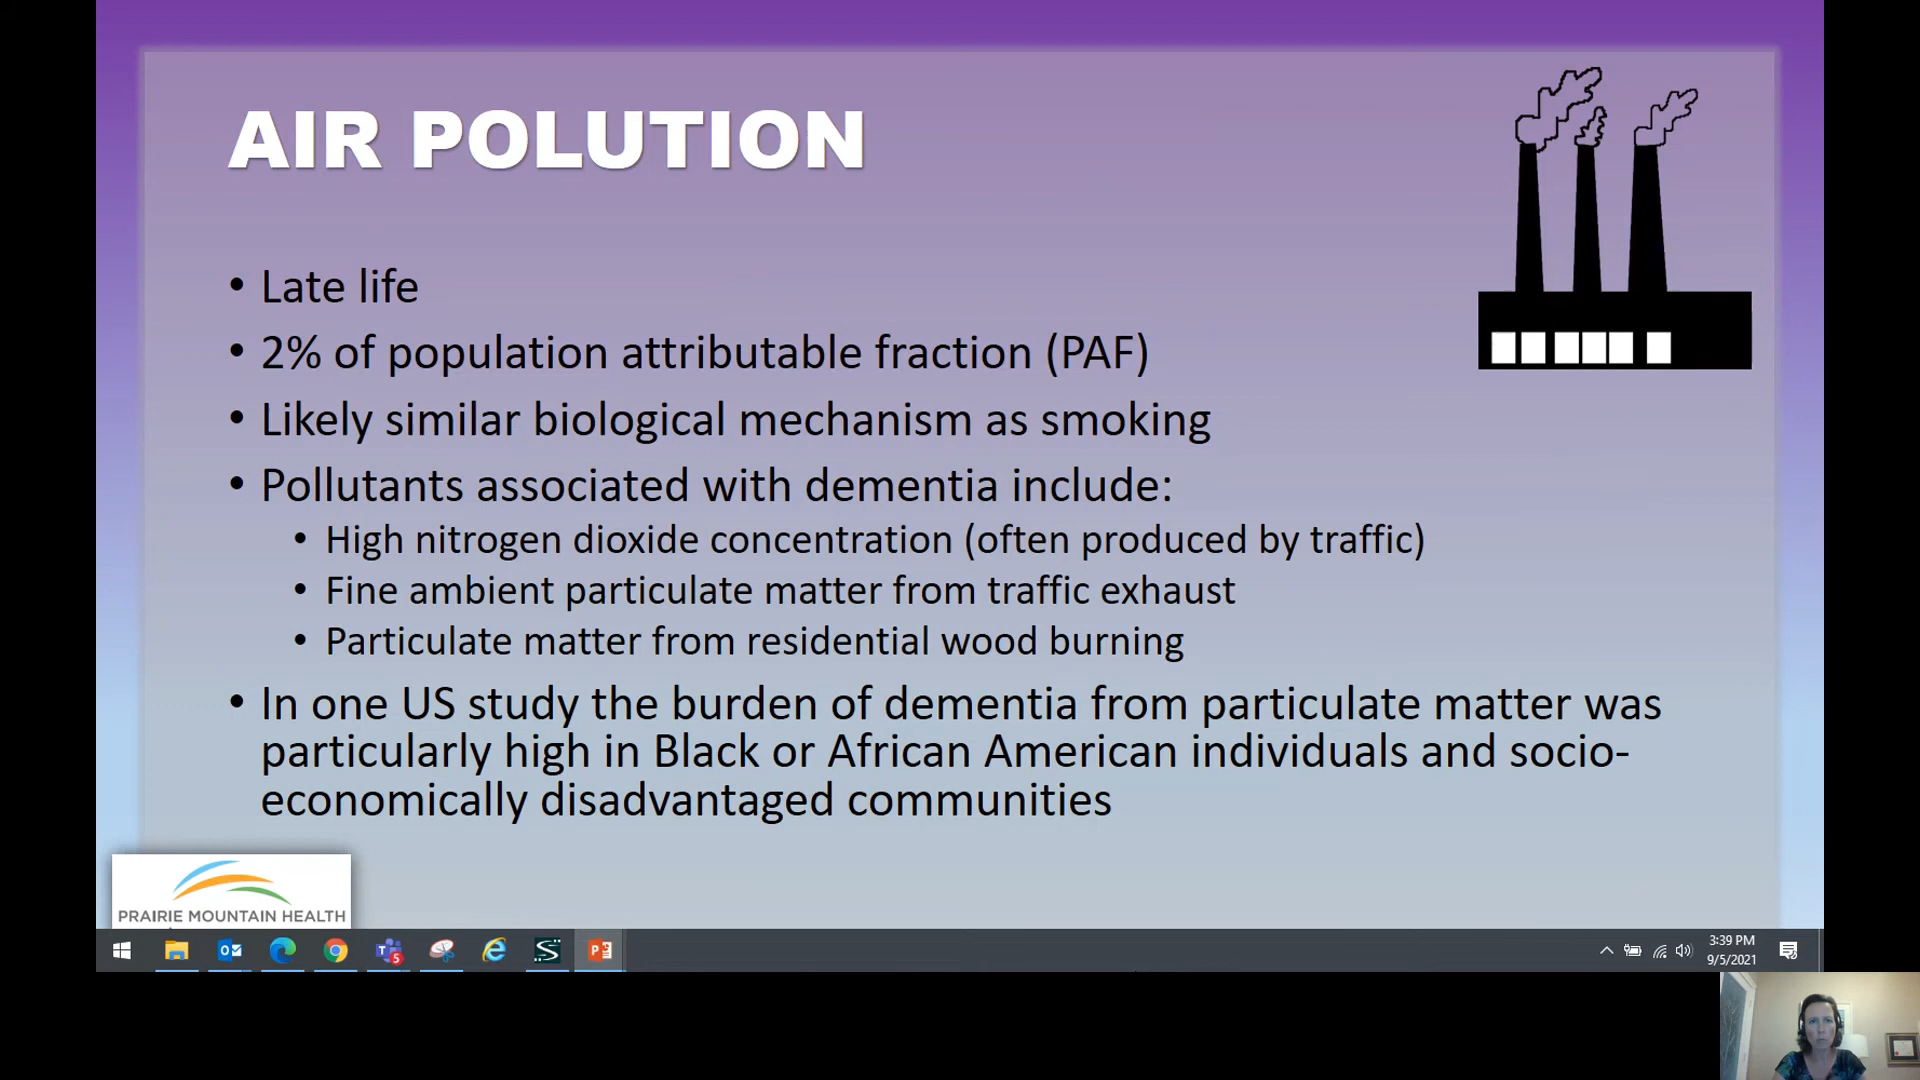 AIR POLUTION
• Late life
• 2% of population attributable fraction (PAF)
• Likely similar biological mechanism as smoking
• Pollutants associated with dementia include:
• High nitrogen dioxide concentration (often produced by traffic)
• Fine ambient particulate matter from traffic exhaust
• Particulate matter from residential wood burning
• In one US study the burden of dementia from particulate matter was
particularly high in Black or African American individuals and socio-
economically disadvantaged communities
PRAIRIE MOUNTAIN HEALTH
3:39 PM
9/5/2021